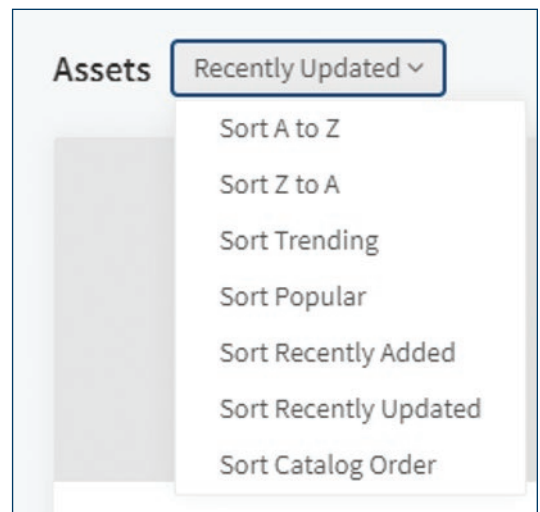 Assets Recently Updated
Sort A to Z
Sort Z to A
Sort Trending
Sort Popular
Sort Recently Added
Sort Recently Updated
Sort Catalog Order